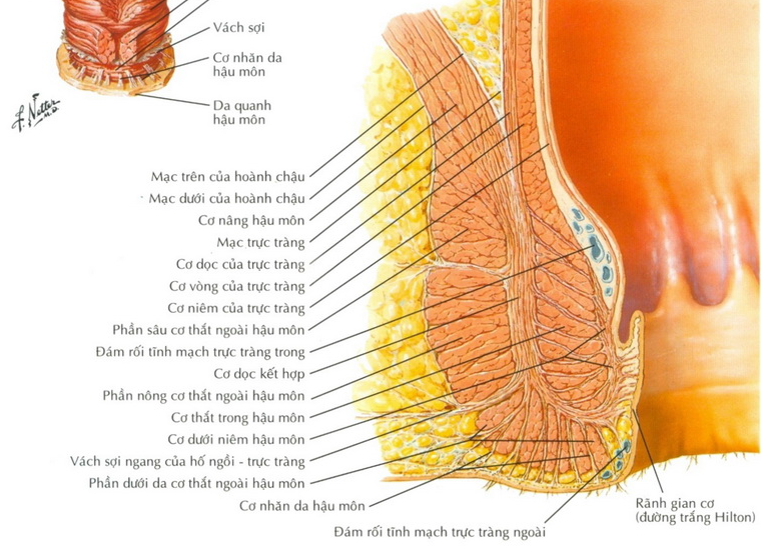 Vách sợi
Cơ nhăn da
hậu môn
Da quanh
hậu môn
F. Netter
M.D.
Mạc trên của hoành chậu
Mạc dưới của hoành chậu
Cơ nâng hậu môn
Mạc trực tràng
Cơ dọc của trực tràng
Cơ vòng của trực tràng
Cơ niêm của trực tràng
Phần sâu cơ thắt ngoài hậu môn
Đám rối tĩnh mạch trực tràng trong
Cơ dọc kết hợp
Phần nông cơ thắt ngoài hậu môn
Cơ thắt trong hậu môn
Cơ dưới niêm hậu môn
Vách sợi ngang của hố ngồi - trực tràng
Phần dưới da cơ thắt ngoài hậu môn
Cơ nhăn da hậu môn
Đám rối tĩnh mạch trực tràng ngoài
Rãnh gian cơ
(đường trắng Hilton)